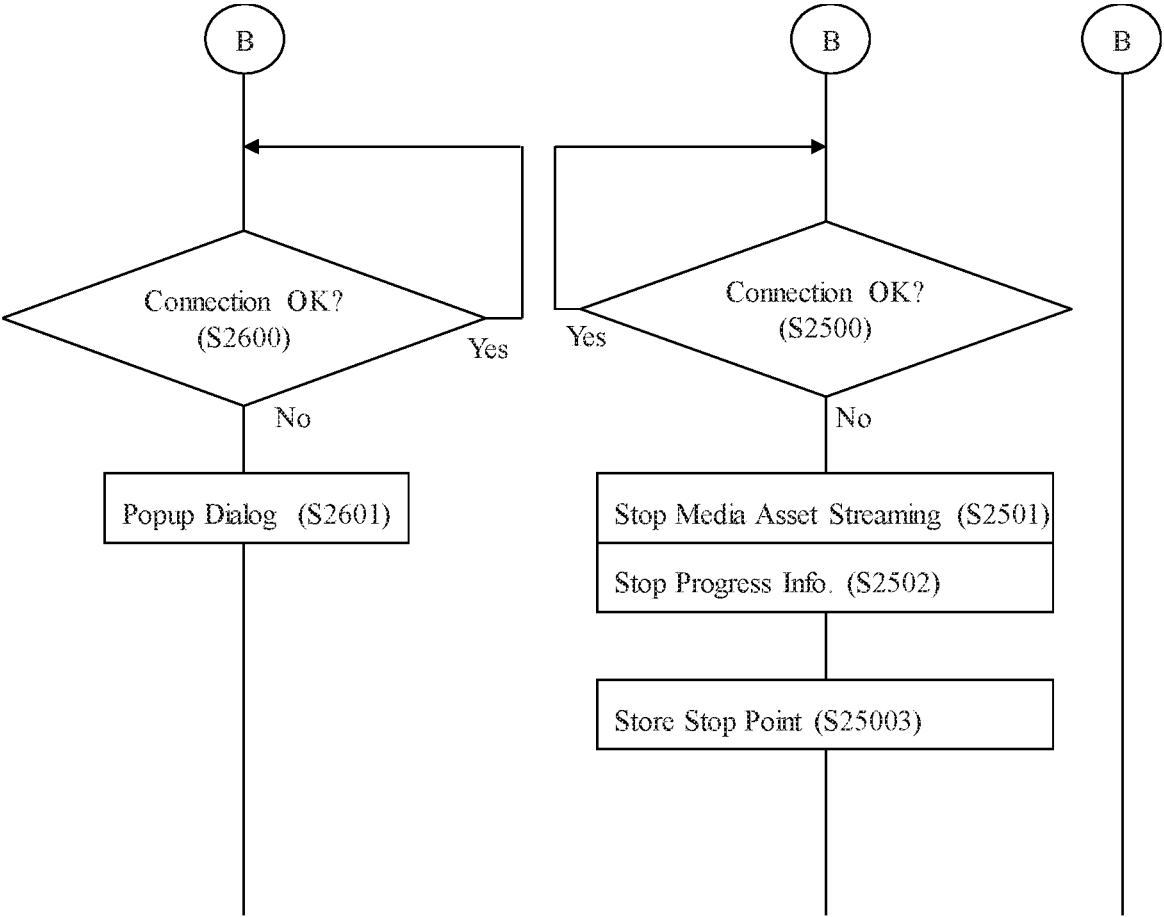 B
B
B
Connection OK?
(S2600)
Yes
No
Popup Dialog (S2601)
Connection OK?
(S2500)
Yes
No
Stop Media Asset Streaming (S2501)
Stop Progress Info. (S2502)
Store Stop Point (S25003)